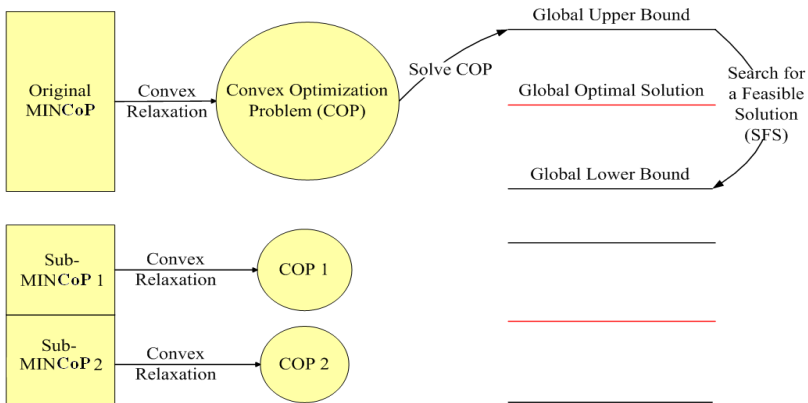 Original
MINCoP
Convex
Relaxation
Convex Optimization
Problem (COP)
Solve COP
Global Upper Bound
Global Optimal Solution
Global Lower Bound
Search for
a Feasible
Solution
(SFS)
Sub-
MINCoP 1
Convex
Relaxation
COP 1
Sub-
MINCoP 2
Convex
Relaxation
COP 2